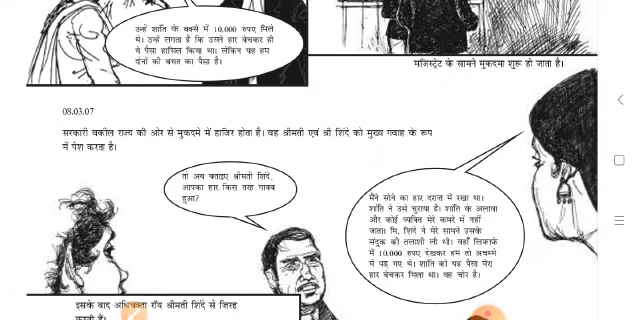 उन्हें शांति के बक्से में 10,000 रुपए मिले
थे। उन्हें लगता है कि उसने हार बेचकर ही
ये पैसा हासिल किया था। लेकिन यह हम
दोनों की बचत का पैसा है।
मजिस्ट्रेट के सामने मुकदमा शुरू हो जाता है।
08.03.07
सरकारी वकील राज्य की ओर से मुकदमे में हाजिर होता है। वह श्रीमती एवं श्री शिंदे को मुख्य गवाह के रूप
में पेश करता है।
तो अब बताइए श्रीमती शिंदे,
आपका हार किस तरह गायब
हुआ?
मैंने सोने का हार दराज में रखा था।
शांति ने उसे चुराया है। शांति के अलावा
और कोई व्यक्ति मेरे कमरे में नहीं
जाता। मि. शिंदे ने मेरे सामने उसके
संदूक की तलाशी ली थी। वहाँ लिफ़ाफ़े
में 10,000 रुपए देखकर हम तो अचम्भे
में पड़ गए थे। शांति को यह पैसा मेरा
हार बेचकर मिला था। वह चोर है।
इसके बाद अधिवक्ता रॉय श्रीमती शिंदे से जिरह
करती हैं।